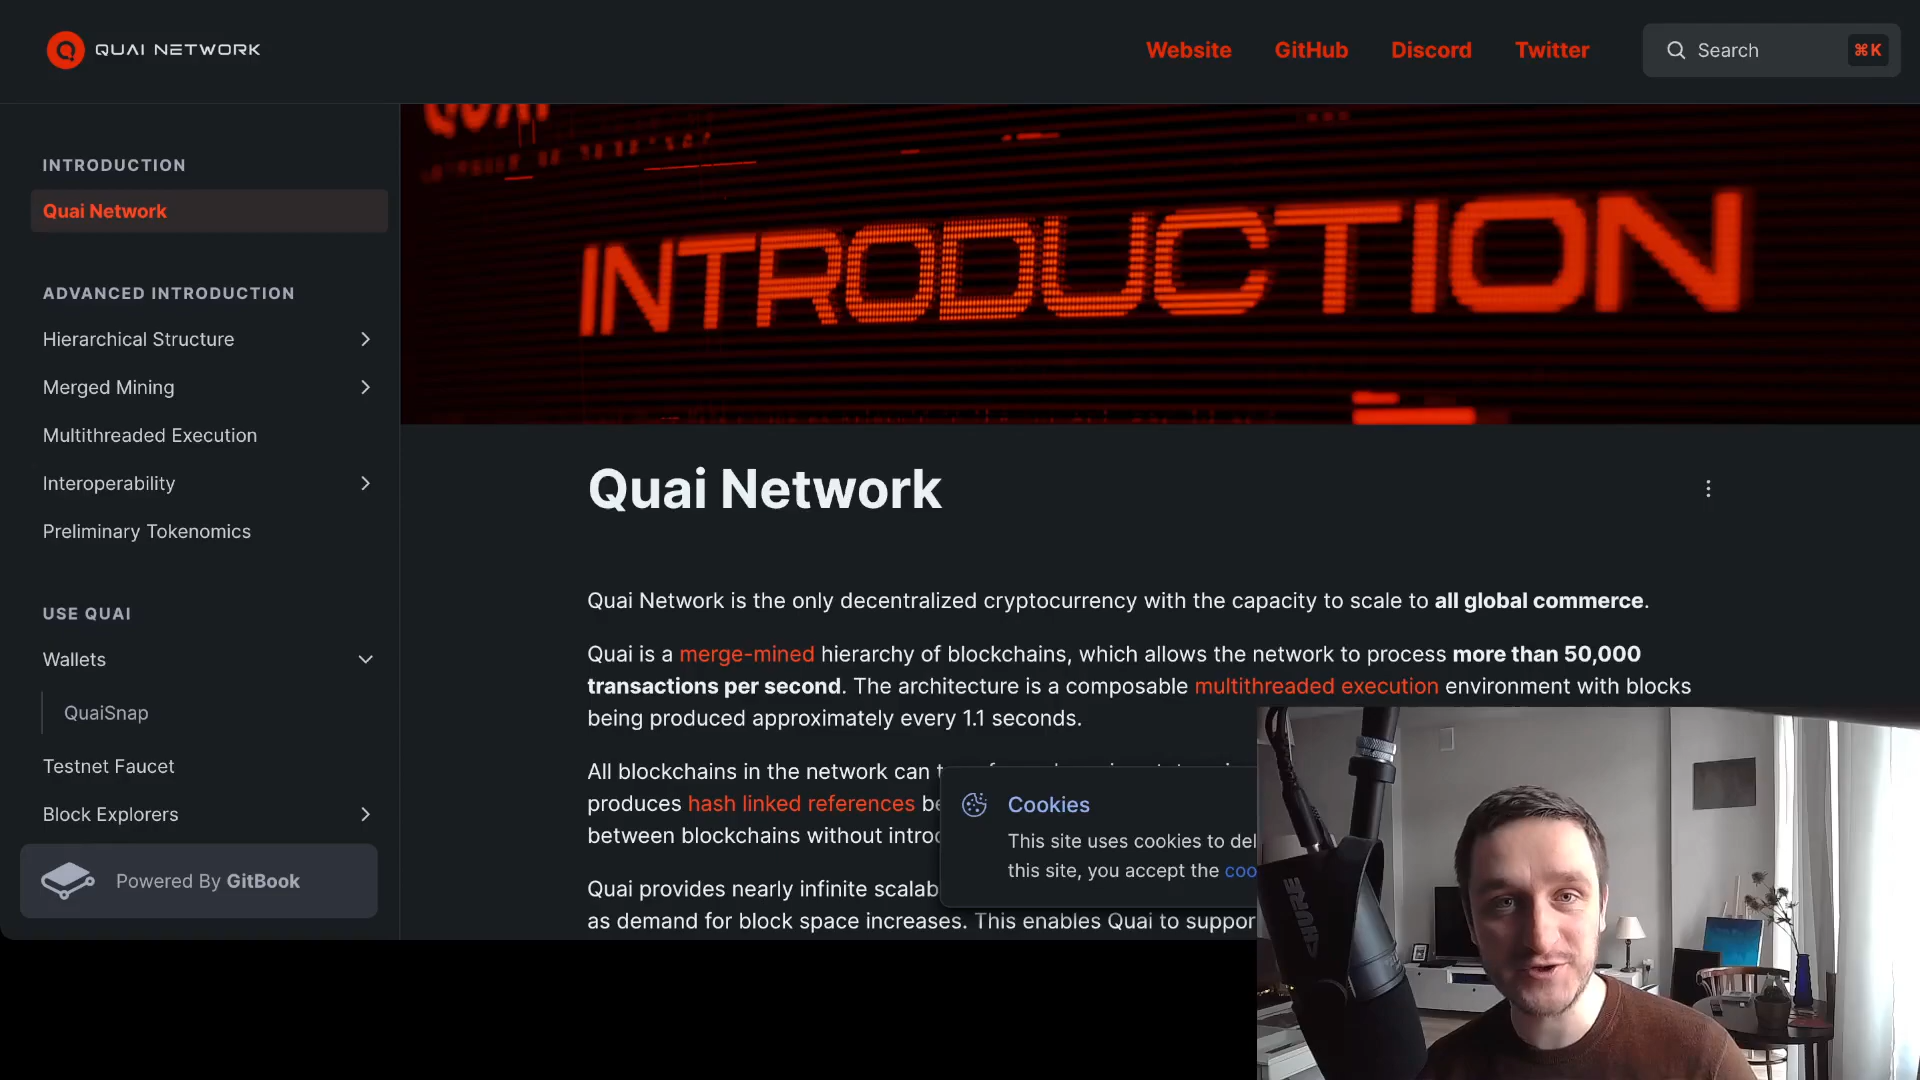 QUAI NETWORK
Website
GitHub
Discord
Twitter
Search
⌘K
INTRODUCTION
Quai Network
ADVANCED INTRODUCTION
Hierarchical Structure
Merged Mining
Multithreaded Execution
Interoperability
Preliminary Tokenomics
USE QUAI
Wallets
QuaiSnap
Testnet Faucet
Block Explorers
Powered By GitBook
QUAI
INTRODUCTION
Quai Network
Quai Network is the only decentralized cryptocurrency with the capacity to scale to all global commerce.
Quai is a merge-mined hierarchy of blockchains, which allows the network to process more than 50,000
transactions per second. The architecture is a composable multithreaded execution environment with blocks
being produced approximately every 1.1 seconds.
All blockchains in the network can
produces hash linked references
between blockchains without
Quai provides nearly infinite
as demand for block space increases. This enables Quai to
Cookies
This site uses cookies to
this site, you accept the
SHURE